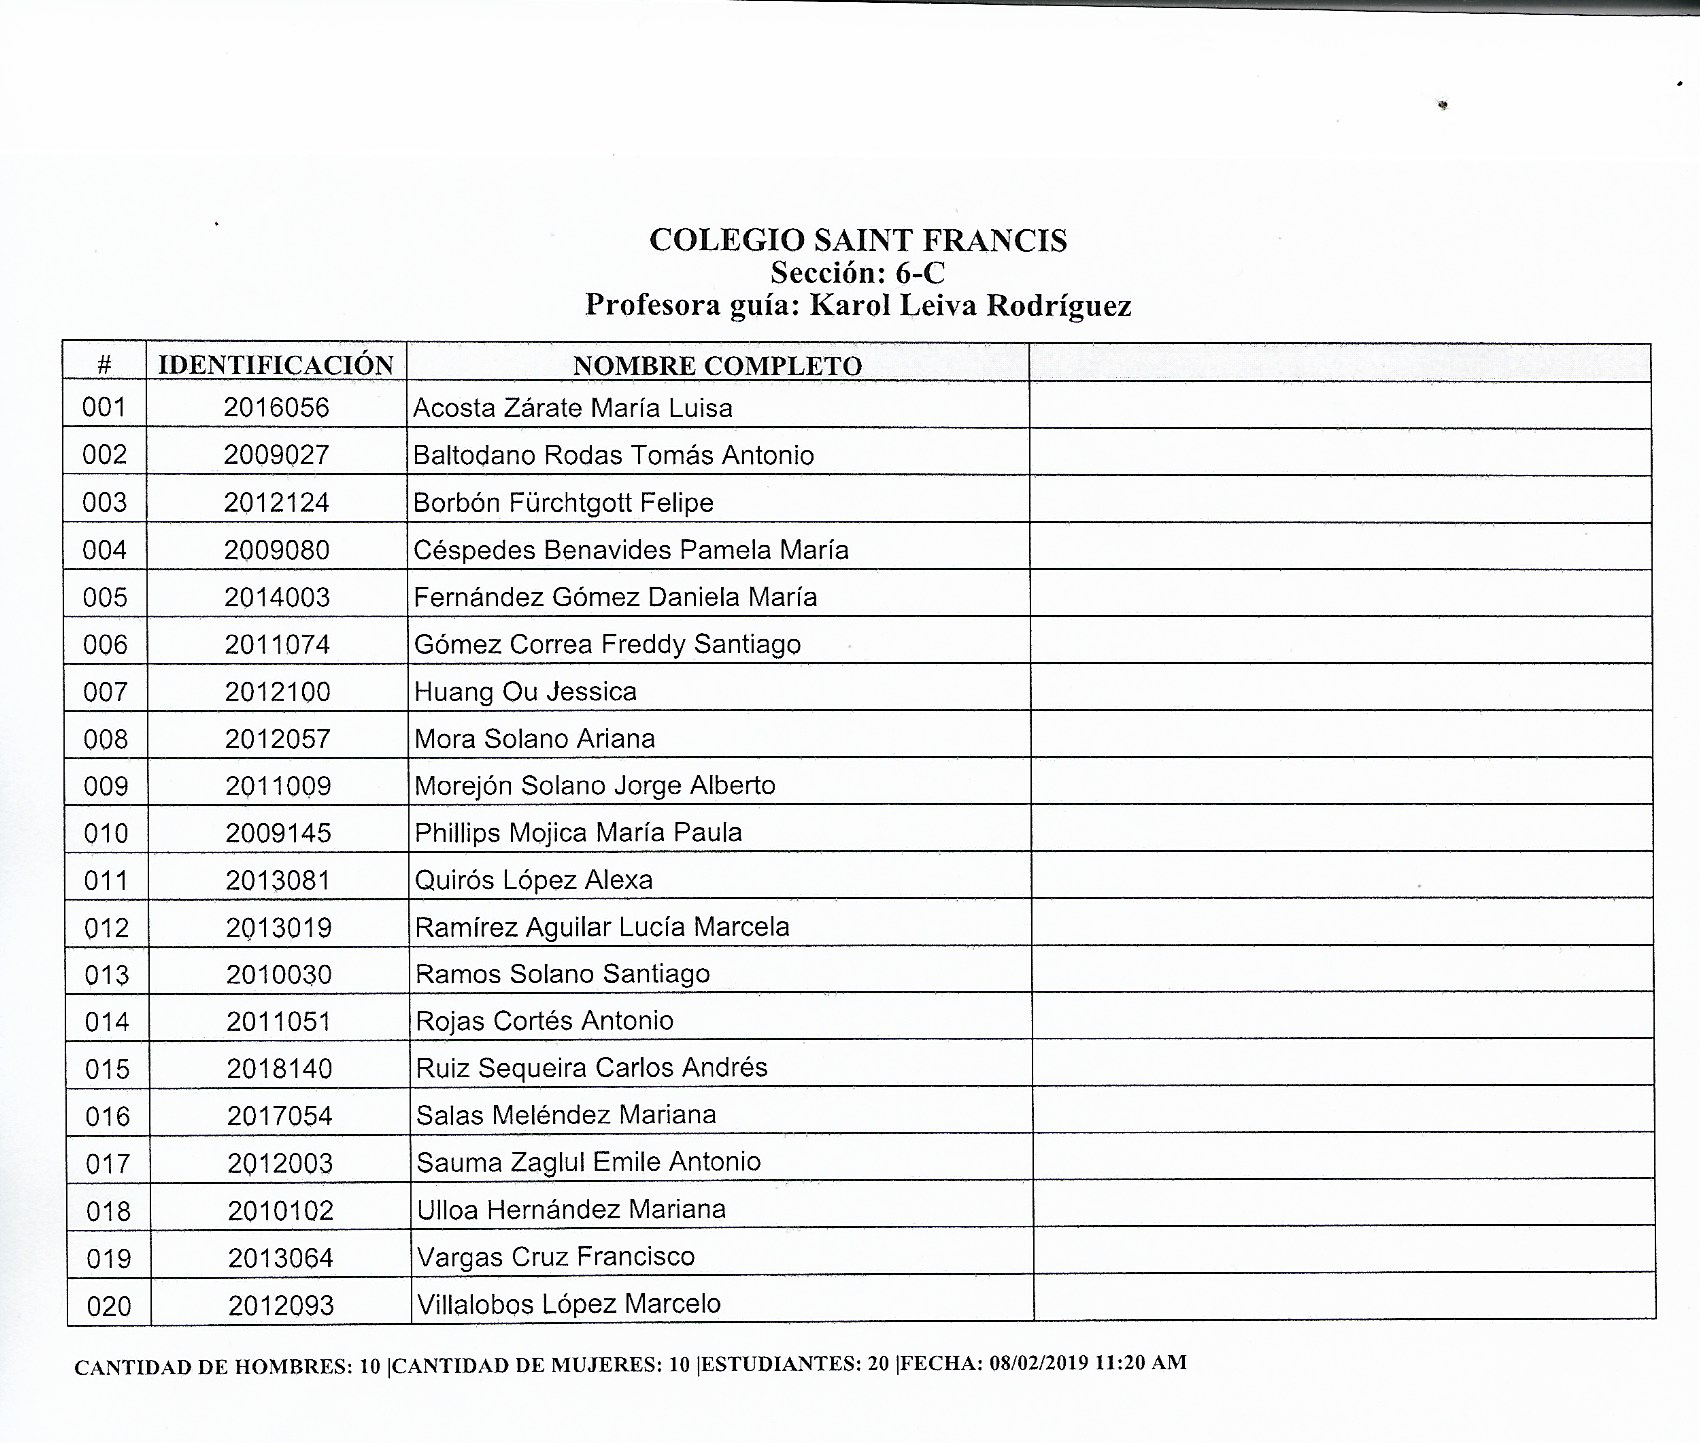 COLEGIO SAINT FRANCIS
Sección: 6-C
Profesora guía: Karol Leiva Rodríguez
# IDENTIFICACIÓN NOMBRE COMPLETO
001 2016056 Acosta Zárate María Luisa
002 2009027 Baltodano Rodas Tomás Antonio
003 2012124 Borbón Fürchtgott Felipe
004 2009080 Céspedes Benavides Pamela María
005 2014003 Fernández Gómez Daniela María
006 2011074 Gómez Correa Freddy Santiago
007 2012100 Huang Ou Jessica
008 2012057 Mora Solano Ariana
009 2011009 Morejón Solano Jorge Alberto
010 2009145 Phillips Mojica María Paula
011 2013081 Quirós López Alexa
012 2013019 Ramírez Aguilar Lucía Marcela
013 2010030 Ramos Solano Santiago
014 2011051 Rojas Cortés Antonio
015 2018140 Ruiz Sequeira Carlos Andrés
016 2017054 Salas Meléndez Mariana
017 2012003 Sauma Zaglul Emile Antonio
018 2010102 Ulloa Hernández Mariana
019 2013064 Vargas Cruz Francisco
020 2012093 Villalobos López Marcelo
CANTIDAD DE HOMBRES: 10 |CANTIDAD DE MUJERES: 10 |ESTUDIANTES: 20 |FECHA: 08/02/2019 11:20 AM